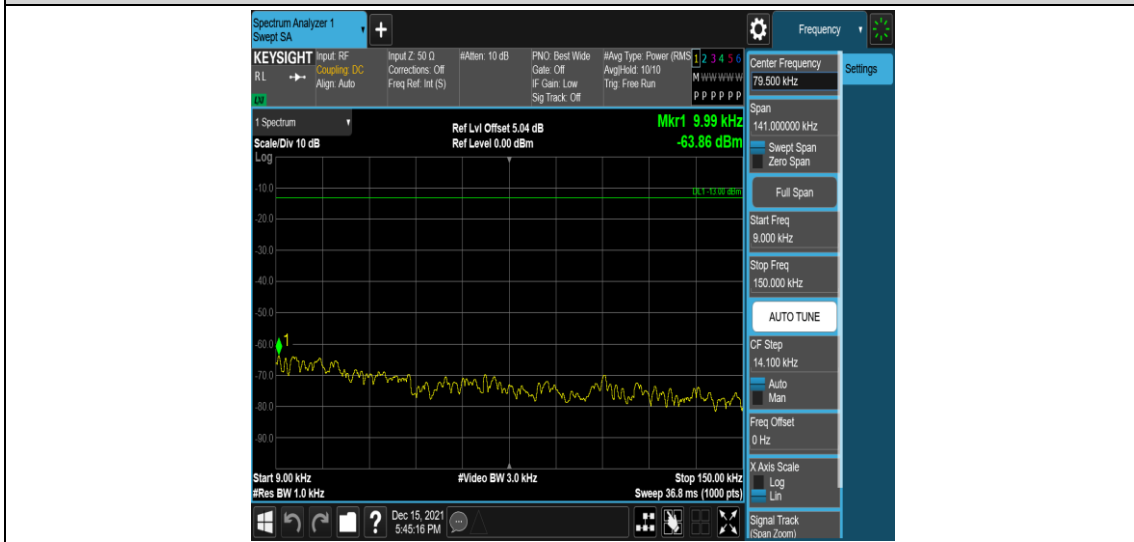 Spectrum Analyzer 1
Swept SA
+
Frequency
KEYSIGHT
RL
LXI
Input: RF
Coupling: DC
Align: Auto
Input Z: 50 Ω
Corrections: Off
Freq Ref: Int (S)
#Atten: 10 dB
PNO: Best Wide
Gate: Off
IF Gain: Low
Sig Track: Off
#Avg Type: Power (RMS
Avg|Hold: 10/10
Trig: Free Run
1 2 3 4 5 6
M W W W W W
P P P P P P
1 Spectrum
Scale/Div 10 dB
Log
Ref Lvl Offset 5.04 dB
Ref Level 0.00 dBm
Mkr1 9.99 kHz
-63.86 dBm
DL1 -13.00 dBm
-10.0
-20.0
-30.0
-40.0
-50.0
-60.0
1
-70.0
-80.0
-90.0
Start 9.00 kHz
#Video BW 3.0 kHz
Stop 150.00 kHz
#Res BW 1.0 kHz
Sweep 36.8 ms (1000 pts)
Dec 15, 2021
5:45:16 PM
?
Center Frequency
79.500 kHz
Settings
Span
141.000000 kHz
Swept Span
Zero Span
Full Span
Start Freq
9.000 kHz
Stop Freq
150.000 kHz
AUTO TUNE
CF Step
14.100 kHz
Auto
Man
Freq Offset
0 Hz
X Axis Scale
Log
Lin
Signal Track
(Span Zoom)